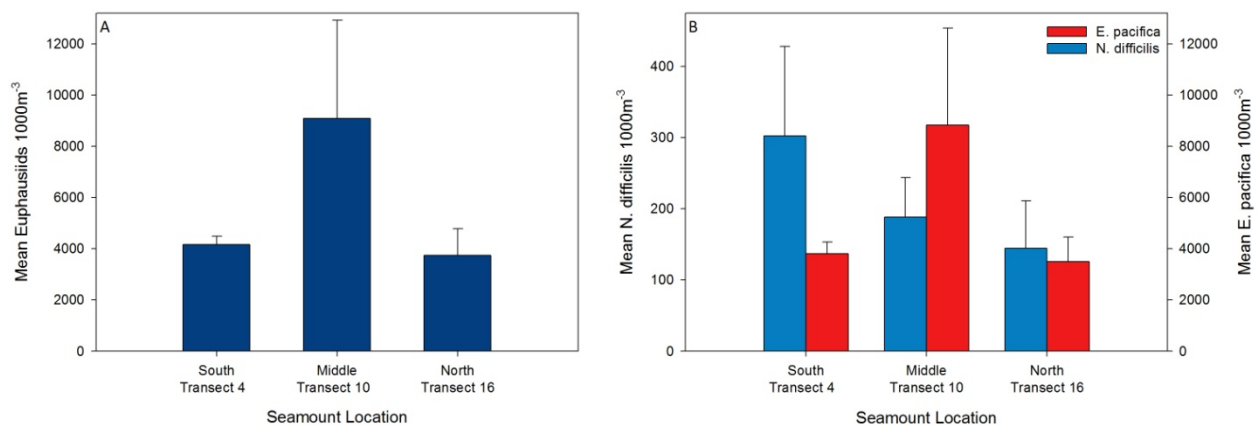 A
12000
10000
8000
6000
4000
2000
0
Mean Euphausiids 1000m⁻³
South
Transect 4
Middle
Transect 10
North
Transect 16
Seamount Location
B
E. pacifica
N. difficilis
400
300
200
100
0
Mean N. difficilis 1000m⁻³
12000
10000
8000
6000
4000
2000
0
Mean E. pacifica 1000m⁻³
South
Transect 4
Middle
Transect 10
North
Transect 16
Seamount Location